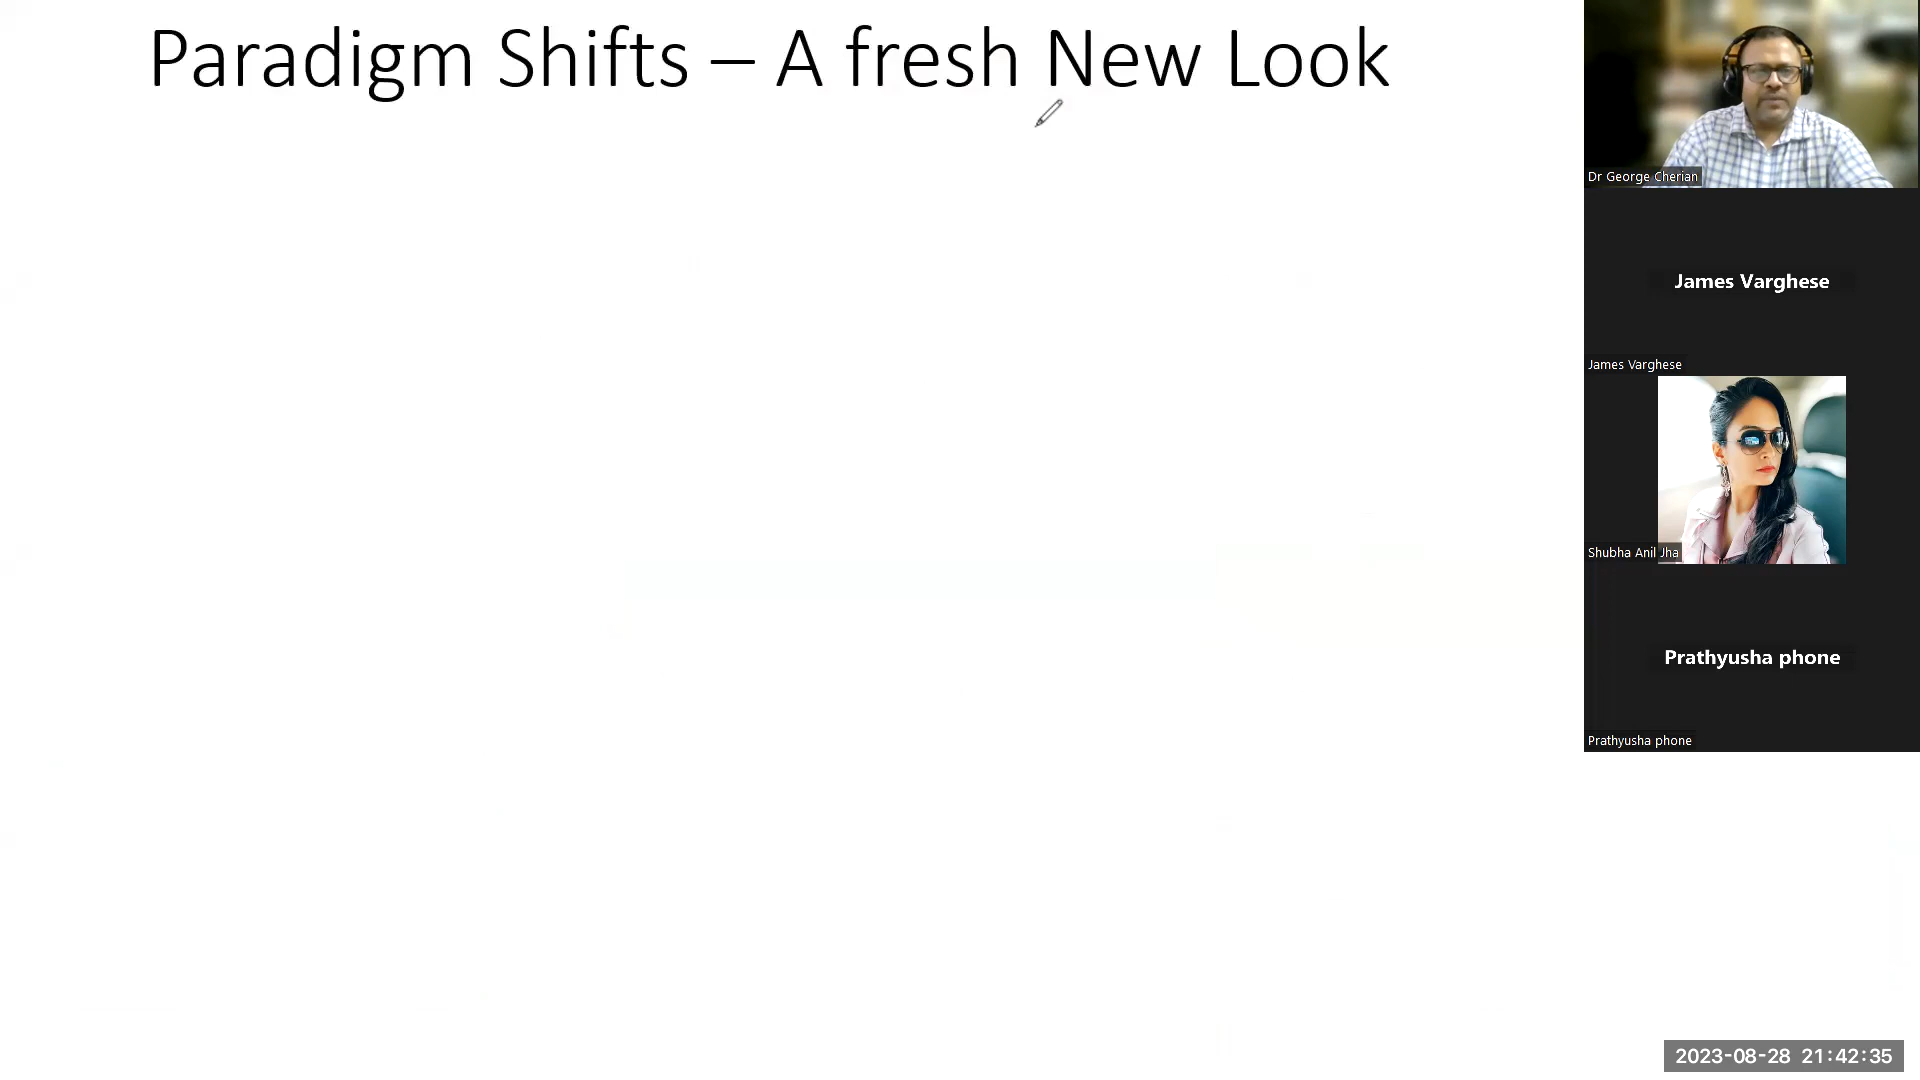 Paradigm Shifts – A fresh New Look
Dr George Cherian
James Varghese
James Varghese
Shubha Anil Jha
Prathyusha phone
Prathyusha phone
2023-08-28 21:42:35